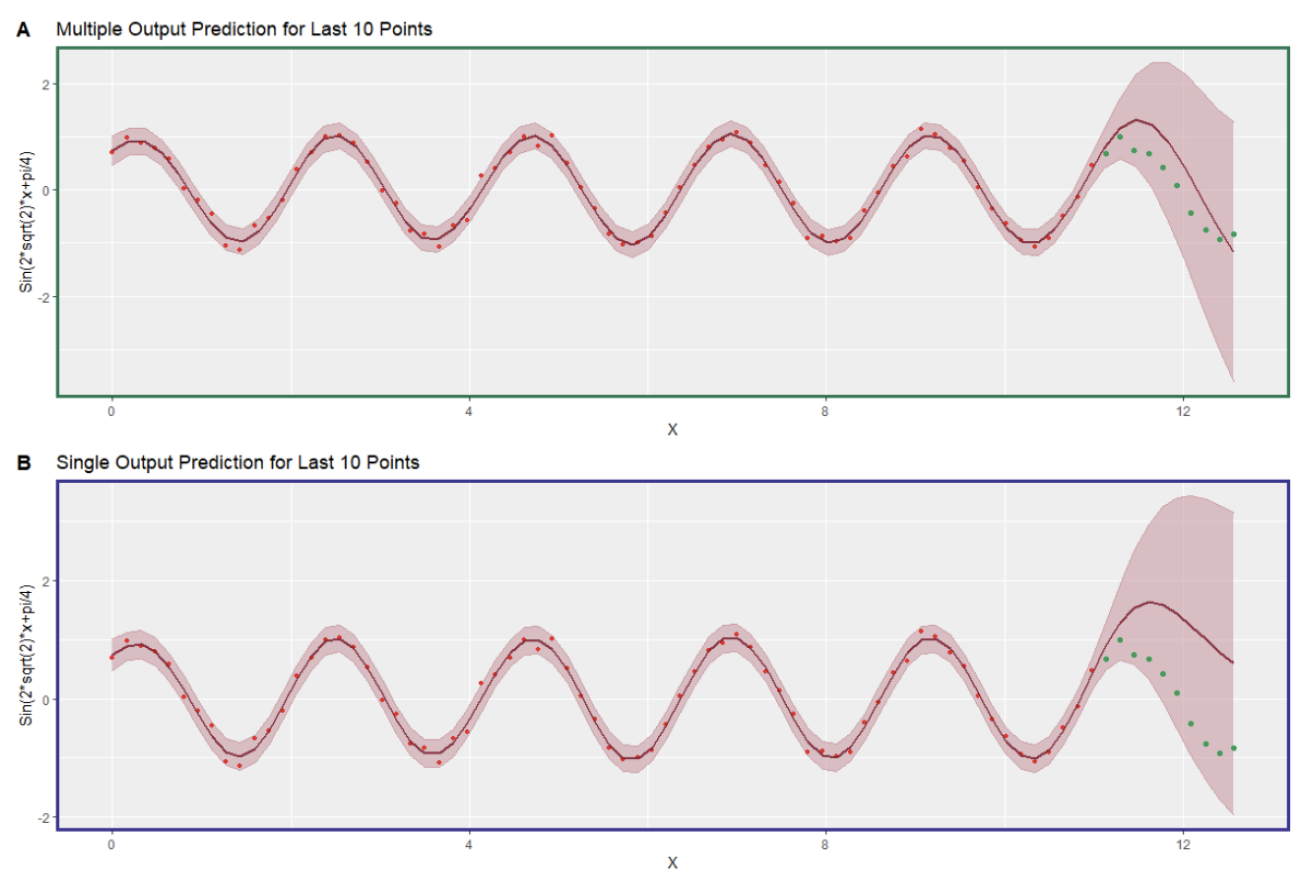 A Multiple Output Prediction for Last 10 Points
Sin(2*sqrt(2)*x+pi/4)
2
0
-2
0 4 8 12
X
B Single Output Prediction for Last 10 Points
Sin(2*sqrt(2)*x+pi/4)
2
0
-2
0 4 8 12
X